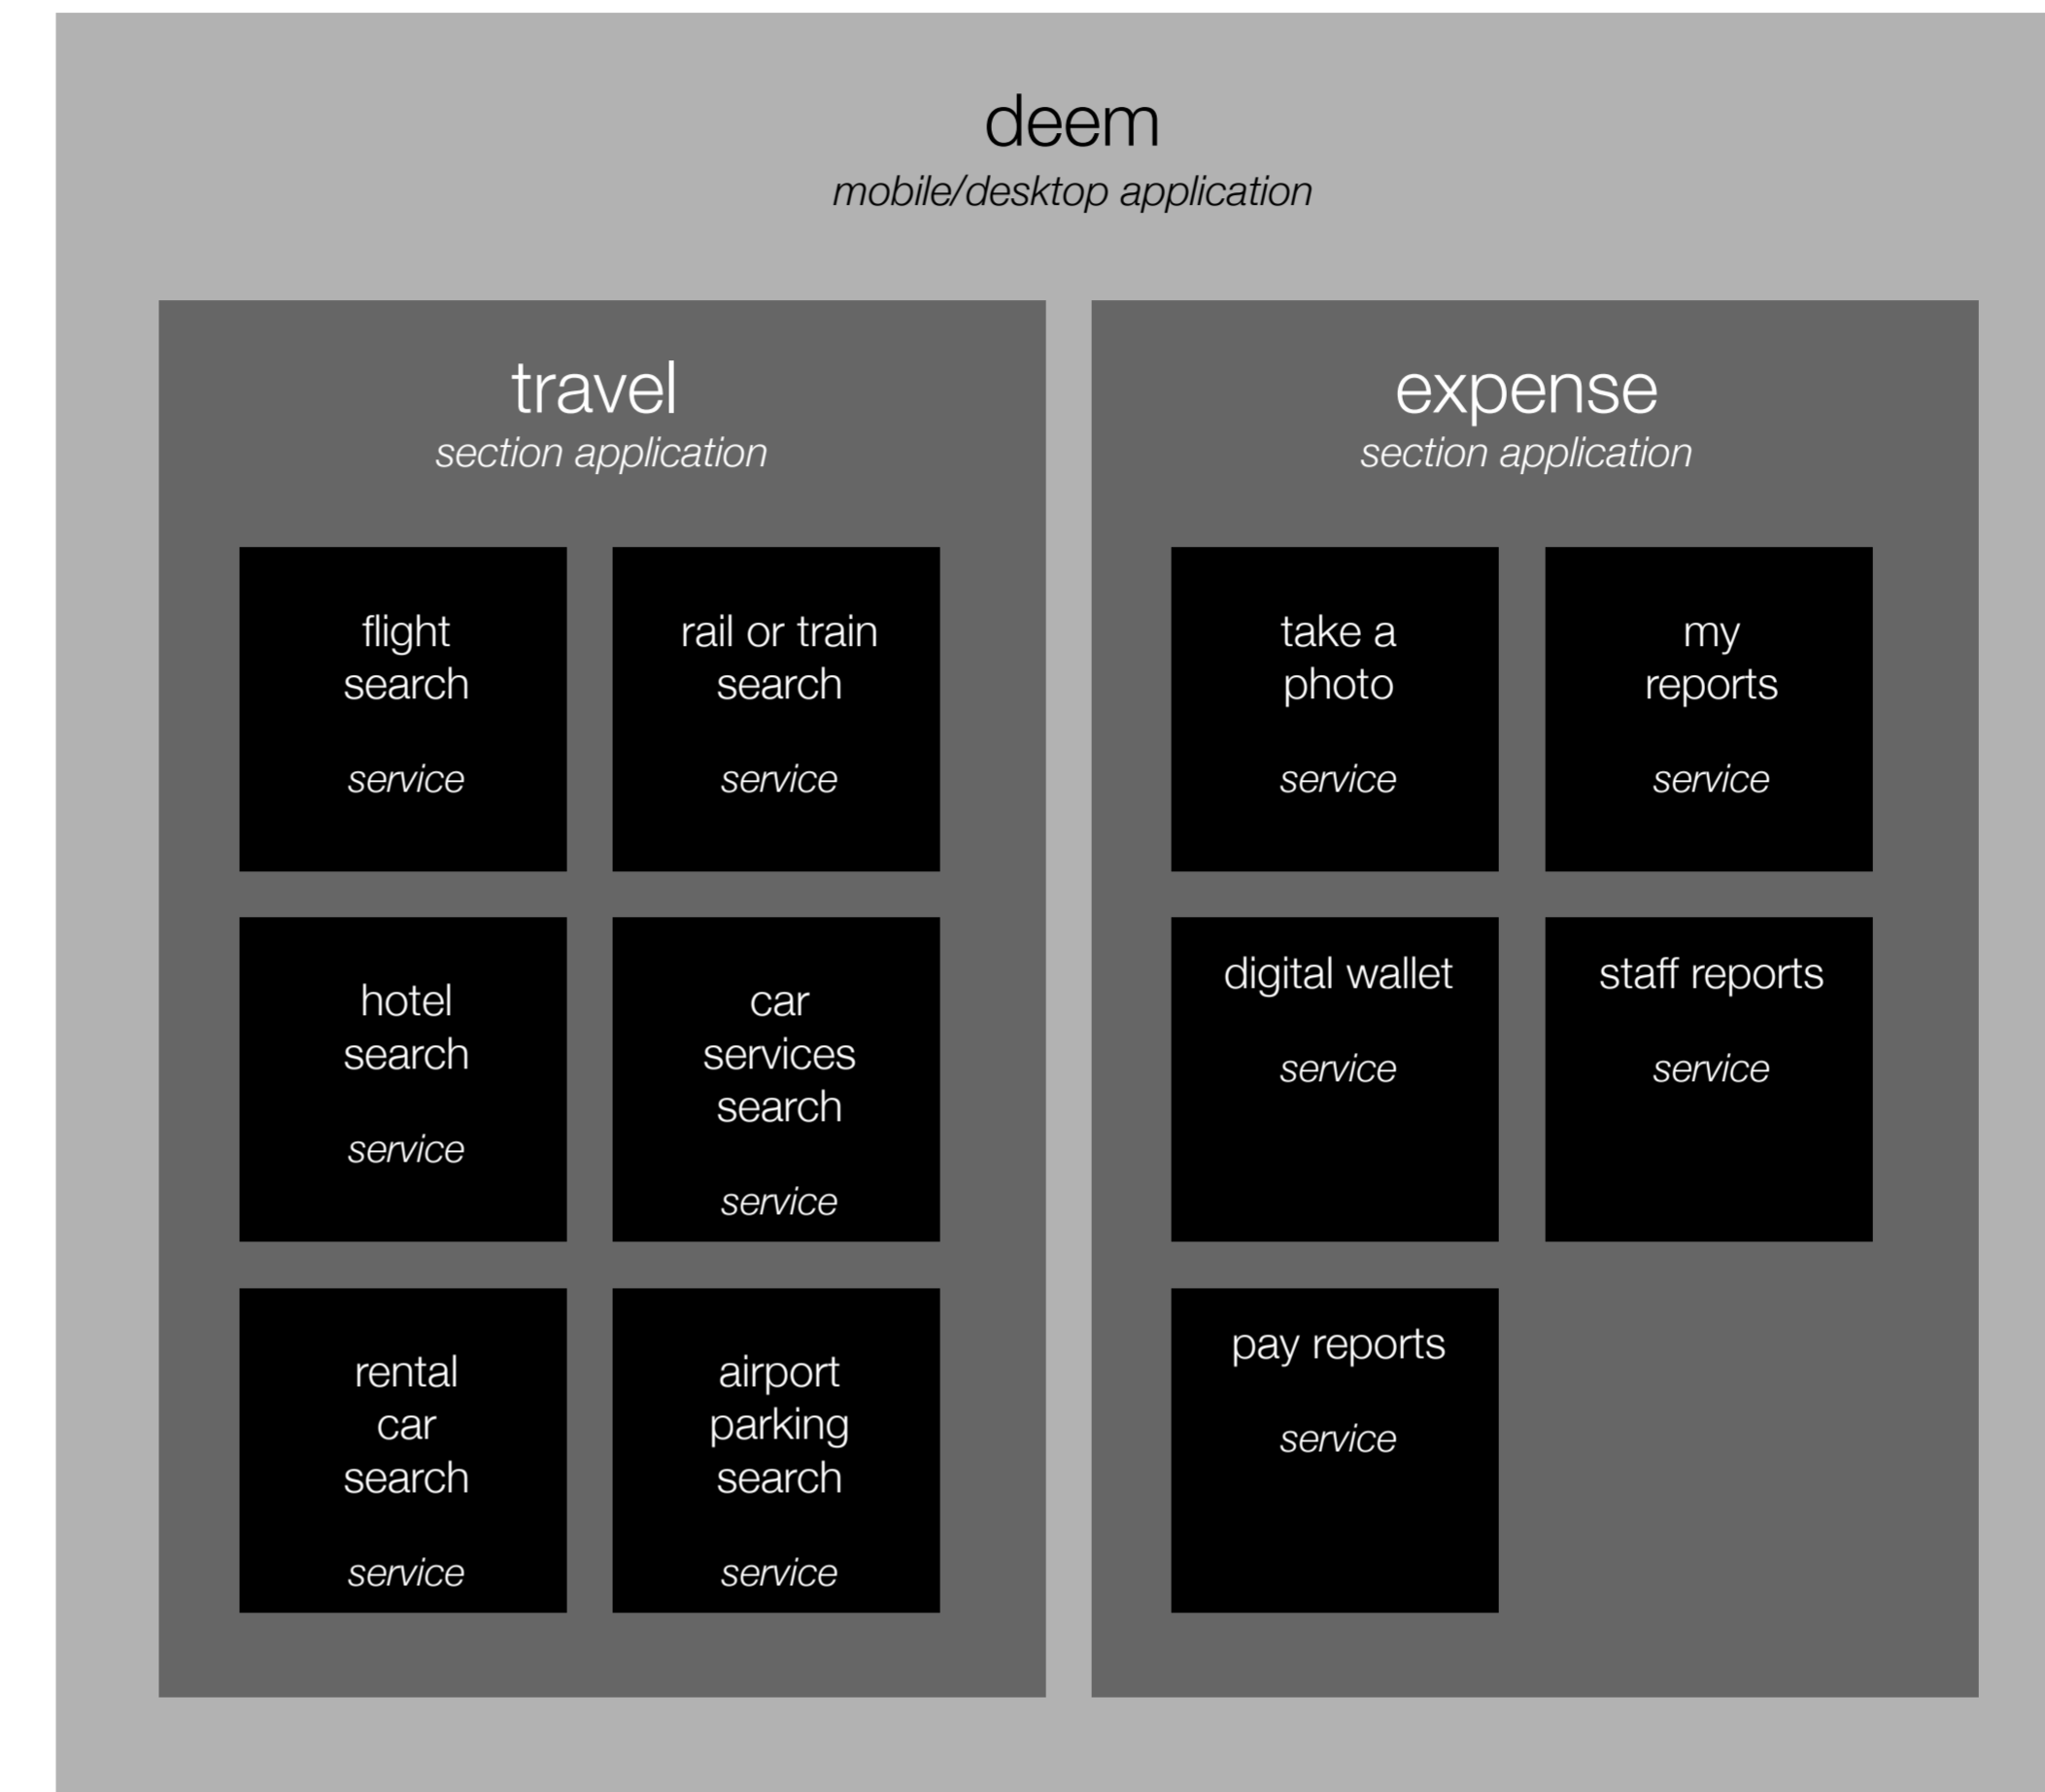 deem
mobile/desktop application
travel
section application
flight
search
service
rail or train
search
service
hotel
search
service
car
services
search
service
rental
car
search
service
airport
parking
search
service
expense
section application
take a
photo
service
my
reports
service
digital wallet
service
staff reports
service
pay reports
service